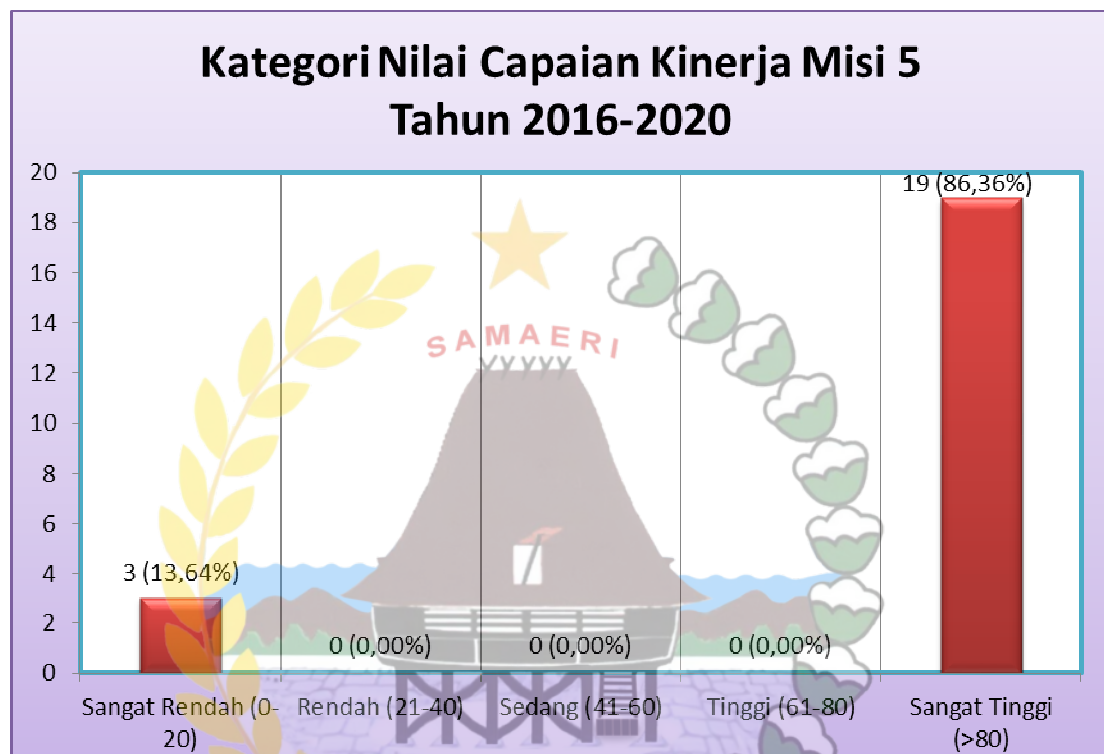 Kategori Nilai Capaian Kinerja Misi 5
Tahun 2016-2020
20
18
16
14
12
10
8
6
4
2
0
19 (86,36%)
SAMAERI
3 (13,64%)
0 (0,00%)
0 (0,00%)
0 (0,00%)
Sangat Rendah (0-
20)
Rendah (21-40)
Sedang (41-60)
Tinggi (61-80)
Sangat Tinggi
(>80)